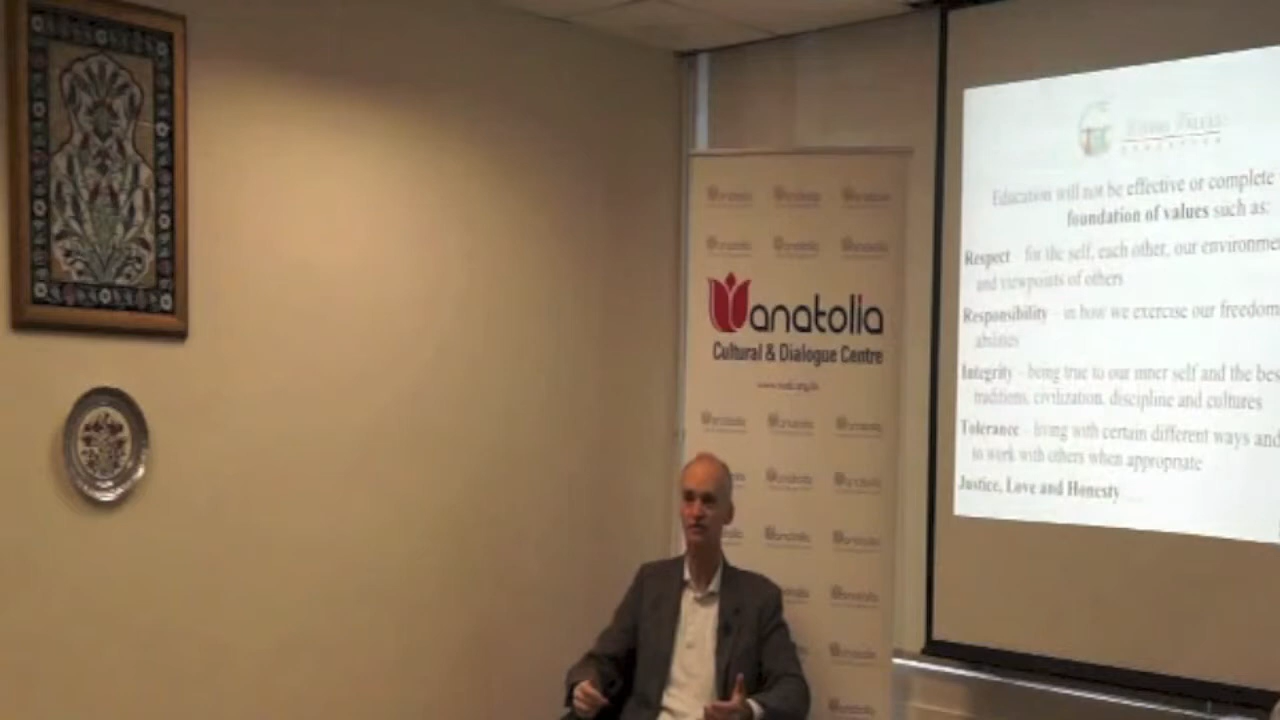 anatolia
Cultural & Dialogue Centre
Education will not be effective or complete
foundation of values such as:
Respect - for the self, each other, our environme
and viewpoints of others
Responsibility - in how we exercise our freedom
abilities
Integrity - being true to our inner self and the bes
traditions, civilization, discipline and cultures
Tolerance - living with certain different ways and
to work with others when appropriate
Justice, Love and Honesty